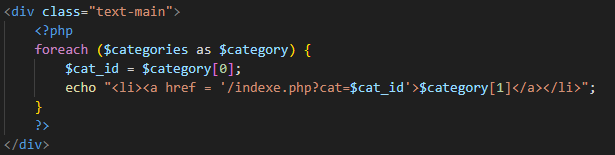 <div class="text-main">
    <?php
    foreach ($categories as $category) {
        $cat_id = $category[0];
        echo "<li><a href = '/indexe.php?cat=$cat_id'>$category[1]</a></li>";
    }
    ?>
</div>